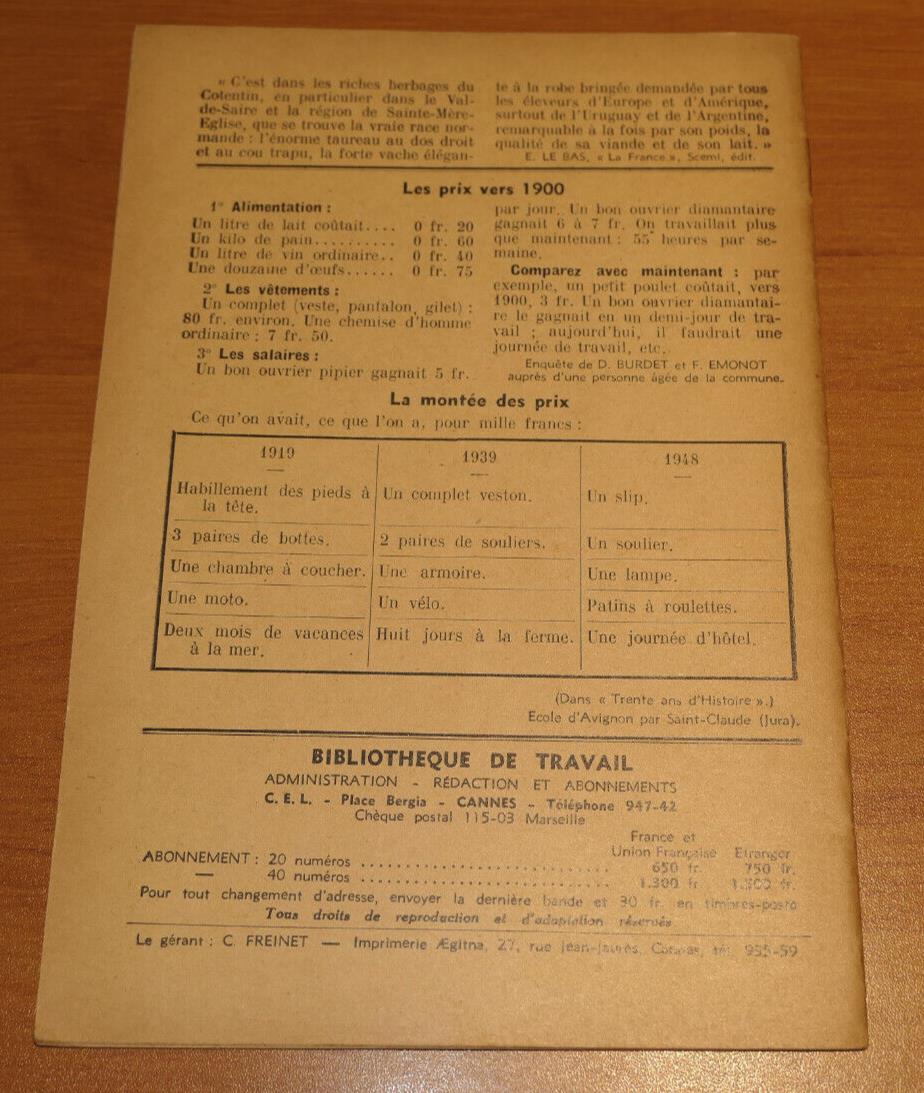 « C'est dans les riches herbages du
Cotentin, en particulier dans le Val-
de-Saire et la région de Sainte-Mère-
Eglise, que se trouve la vraie race nor-
mande : l'énorme taureau au dos droit
et au cou trapu, la forte vache élégan-
te à la robe bringée demandée par tous
les éleveurs d'Europe et d'Amérique,
surtout de l'Uruguay et de l'Argentine,
remarquable à la fois par son poids, la
qualité de sa viande et de son lait. »
E. LE BAS, « La France », Scemi, édit.
Les prix vers 1900
1° Alimentation :
Un litre de lait coûtait.... 0 fr. 20
Un kilo de pain.......... 0 fr. 60
Un litre de vin ordinaire.. 0 fr. 40
Une douzaine d'œufs...... 0 fr. 75
2° Les vêtements :
Un complet (veste, pantalon, gilet) :
80 fr. environ. Une chemise d'homme
ordinaire : 7 fr. 50.
3° Les salaires :
Un bon ouvrier pipier gagnait 5 fr.
par jour. Un bon ouvrier diamantaire
gagnait 6 à 7 fr. On travaillait plus
que maintenant : 55 heures par se-
maine.
Comparez avec maintenant : par
exemple, un petit poulet coûtait, vers
1900, 3 fr. Un bon ouvrier diamantai-
re le gagnait en un demi-jour de tra-
vail ; aujourd'hui, il faudrait une
journée de travail, etc.
Enquête de D. BURDET et F. EMONOT
auprès d'une personne âgée de la commune.
La montée des prix
Ce qu'on avait, ce que l'on a, pour mille francs :
1919 1939 1948
Habillement des pieds à Un complet veston. Un slip.
la tête.
3 paires de bottes. 2 paires de souliers. Un soulier.
Une chambre à coucher. Une armoire. Une lampe.
Une moto. Un vélo. Patins à roulettes.
Deux mois de vacances Huit jours à la ferme. Une journée d'hôtel.
à la mer.
(Dans « Trente ans d'Histoire ».)
Ecole d'Avignon par Saint-Claude (Jura).
BIBLIOTHEQUE DE TRAVAIL
ADMINISTRATION - RÉDACTION ET ABONNEMENTS
C. E. L. - Place Bergia - CANNES - Téléphone 947-42
Chèque postal 115-03 Marseille
France et
Union Française Etranger
ABONNEMENT : 20 numéros .............................. 650 fr. 750 fr.
— 40 numéros .............................. 1.300 fr. 1.500 fr.
Pour tout changement d'adresse, envoyer la dernière bande et 30 fr. en timbres-poste
Tous droits de reproduction et d'adaptation réservés
Le gérant : C. FREINET — Imprimerie Ægitna, 27, rue Jean-Jaurès, Cannes, tél. 935-59